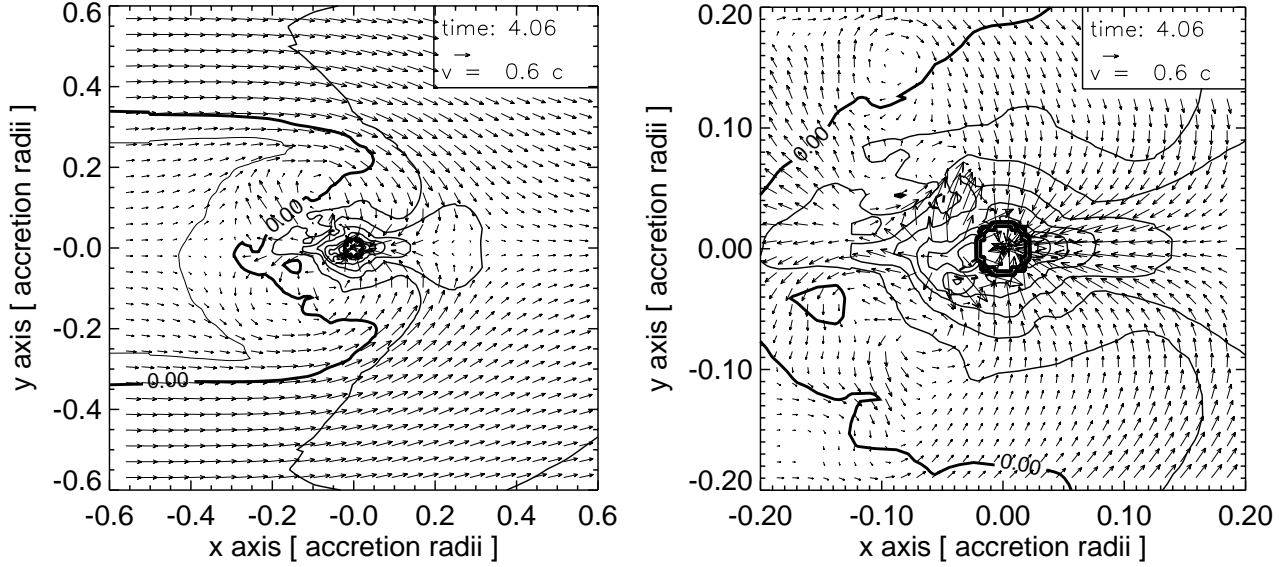 0.6
0.4
0.2
-0.0
-0.2
-0.4
-0.6
y axis [ accretion radii ]
time: 4.06
v = 0.6 c
0.00
0.00
-0.6 -0.4 -0.2 -0.0 0.2 0.4 0.6
x axis [ accretion radii ]
0.20
0.10
0.00
-0.10
-0.20
y axis [ accretion radii ]
time: 4.06
v = 0.6 c
0.00
0.00
-0.20 -0.10 0.00 0.10 0.20
x axis [ accretion radii ]